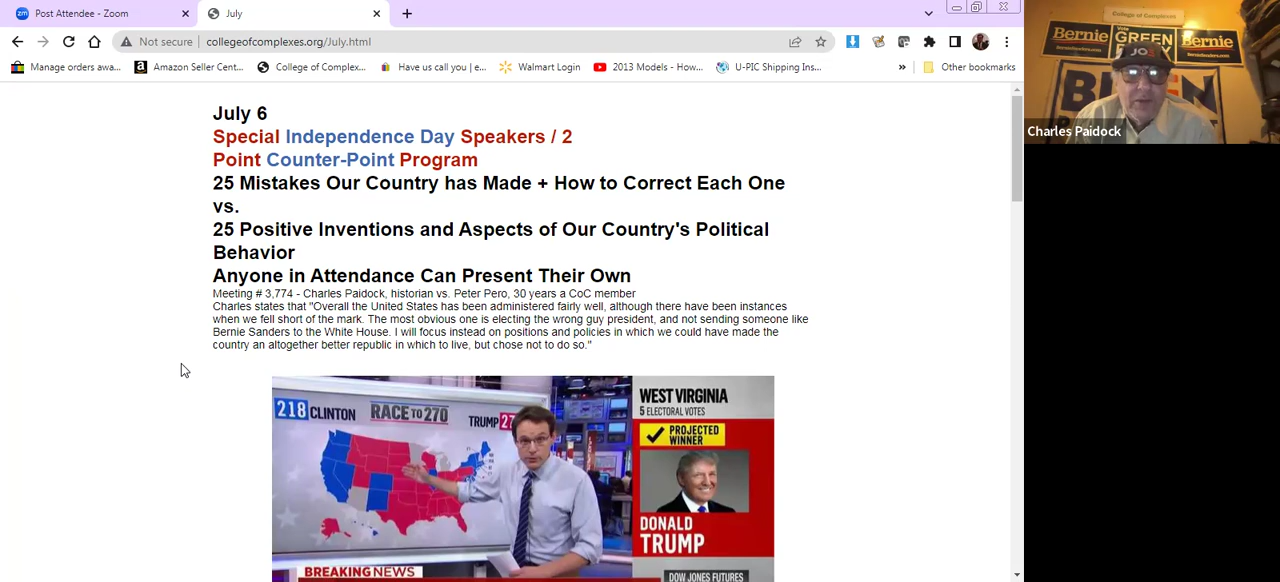 Post Attendee - Zoom
July
Not secure
collegeofcomplexes.org/July.html
Manage orders awa...
Amazon Seller Cent...
College of Complex...
Have us call you | e...
Walmart Login
2013 Models - How...
U-PIC Shipping Ins...
»
Other bookmarks
July 6
Special Independence Day Speakers / 2
Point Counter-Point Program
25 Mistakes Our Country has Made + How to Correct Each One
vs.
25 Positive Inventions and Aspects of Our Country's Political
Behavior
Anyone in Attendance Can Present Their Own
Meeting # 3,774 - Charles Paidock, historian vs. Peter Pero, 30 years a CoC member
Charles states that "Overall the United States has been administered fairly well, although there have been instances
when we fell short of the mark. The most obvious one is electing the wrong guy president, and not sending someone like
Bernie Sanders to the White House. I will focus instead on positions and policies in which we could have made the
country an altogether better republic in which to live, but chose not to do so."
218 CLINTON
RACE TO 270
TRUMP
WEST VIRGINIA
5 ELECTORAL VOTES
PROJECTED
WINNER
DONALD
TRUMP
BREAKING NEWS
DOW JONES FUTURES
College of Complexes
Bernie
Vote
GREEN
Bernie
JOE
Charles Paidock